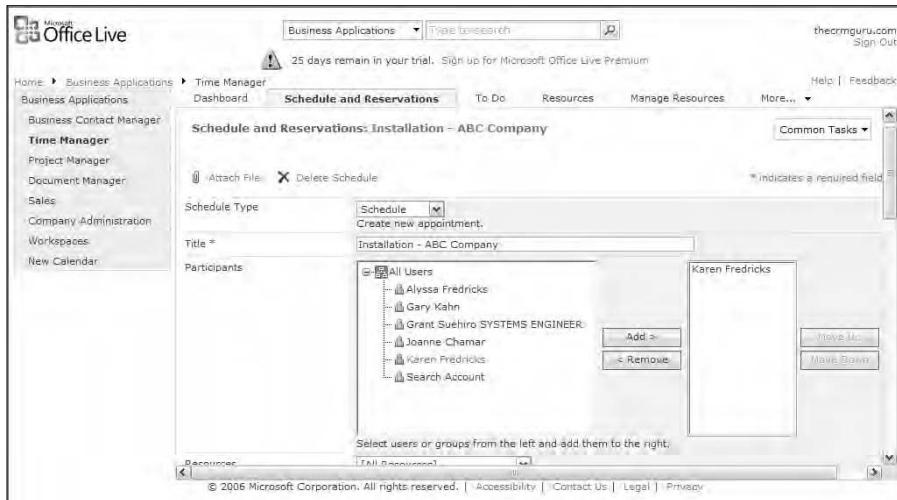 Microsoft
Office Live
Business Applications
Type to search
thecrmguru.com
Sign Out
25 days remain in your trial. Sign up for Microsoft Office Live Premium
Home Business Applications Time Manager
Help | Feedback
Business Applications
Business Contact Manager
Time Manager
Project Manager
Document Manager
Sales
Company Administration
Workspaces
New Calendar
Dashboard Schedule and Reservations To Do Resources Manage Resources More...
Schedule and Reservations: Installation - ABC Company
Common Tasks
Attach File Delete Schedule
* indicates a required field
Schedule Type
Schedule
Create new appointment.
Title *
Installation - ABC Company
Participants
All Users
Alyssa Fredricks
Gary Kahn
Grant Suehiro SYSTEMS ENGINEER
Joanne Chamar
Karen Fredricks
Search Account
Add >
< Remove
Karen Fredricks
Move Up
Move Down
Select users or groups from the left and add them to the right.
Resources
[All Resources]
© 2006 Microsoft Corporation. All rights reserved. | Accessibility | Contact Us | Legal | Privacy